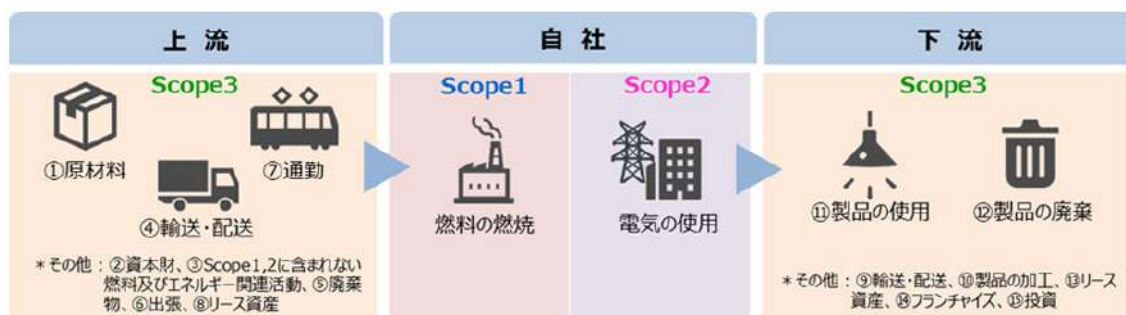 上流
自社
下流
Scope3
①原材料
⑦通勤
④輸送・配送
*その他：②資本財、③Scope1,2に含まれない
燃料及びエネルギー関連活動、⑤廃棄
物、⑥出張、⑧リース資産
Scope1
燃料の燃焼
Scope2
電気の使用
Scope3
⑪製品の使用
⑫製品の廃棄
*その他：⑨輸送・配送、⑩製品の加工、⑬リース
資産、⑭フランチャイズ、⑮投資